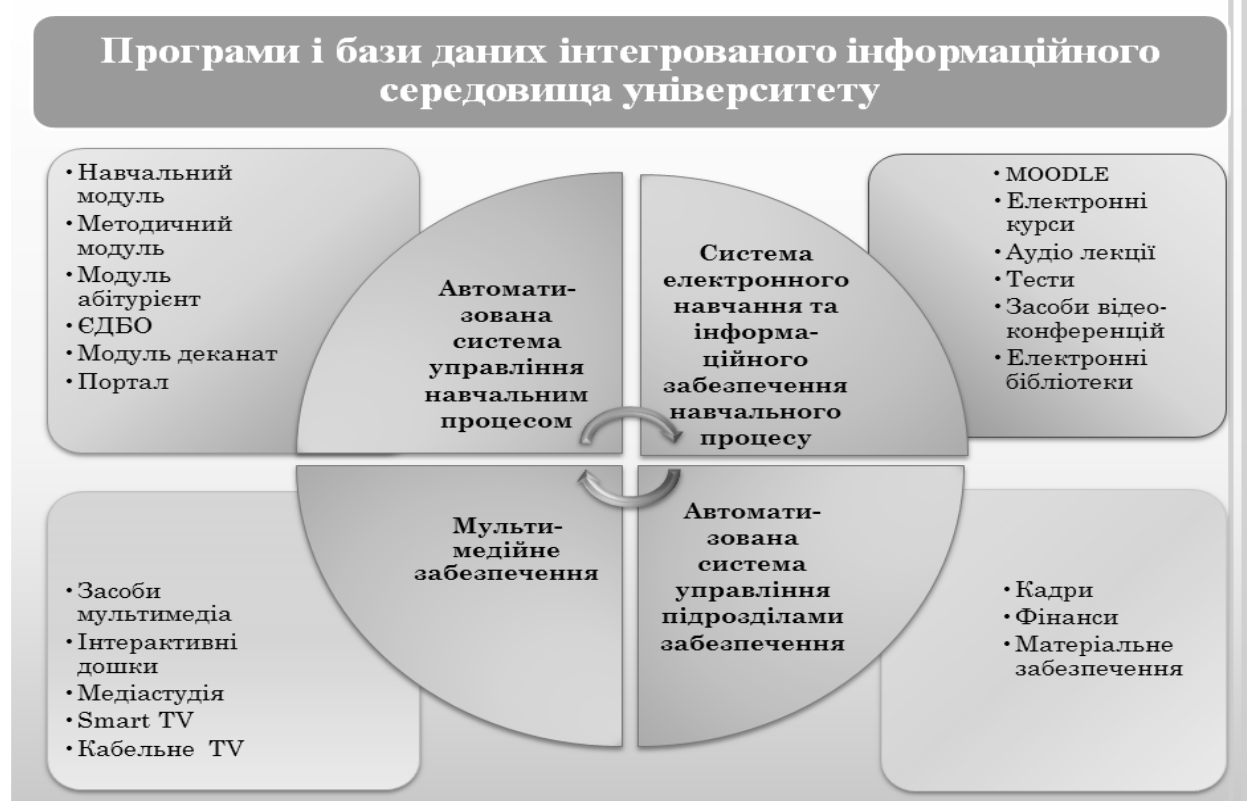 Програми і бази даних інтегрованого інформаційного
середовища університету
• Навчальний
модуль
• Методичний
модуль
• Модуль
абітурієнт
• ЄДБО
• Модуль деканат
• Портал
Автомати-
зована
система
управління
навчальним
процесом
Система
електронного
навчання та
інформа-
ційного
забезпечення
навчального
процесу
• MOODLE
• Електронні
курси
• Аудіо лекції
• Тести
• Засоби відео-
конференцій
• Електронні
бібліотеки
• Засоби
мультимедіа
• Інтерактивні
дошки
• Медіастудія
• Smart TV
• Кабельне TV
Мульти-
медійне
забезпечення
Автомати-
зована
система
управління
підрозділами
забезпечення
• Кадри
• Фінанси
• Матеріальне
забезпечення